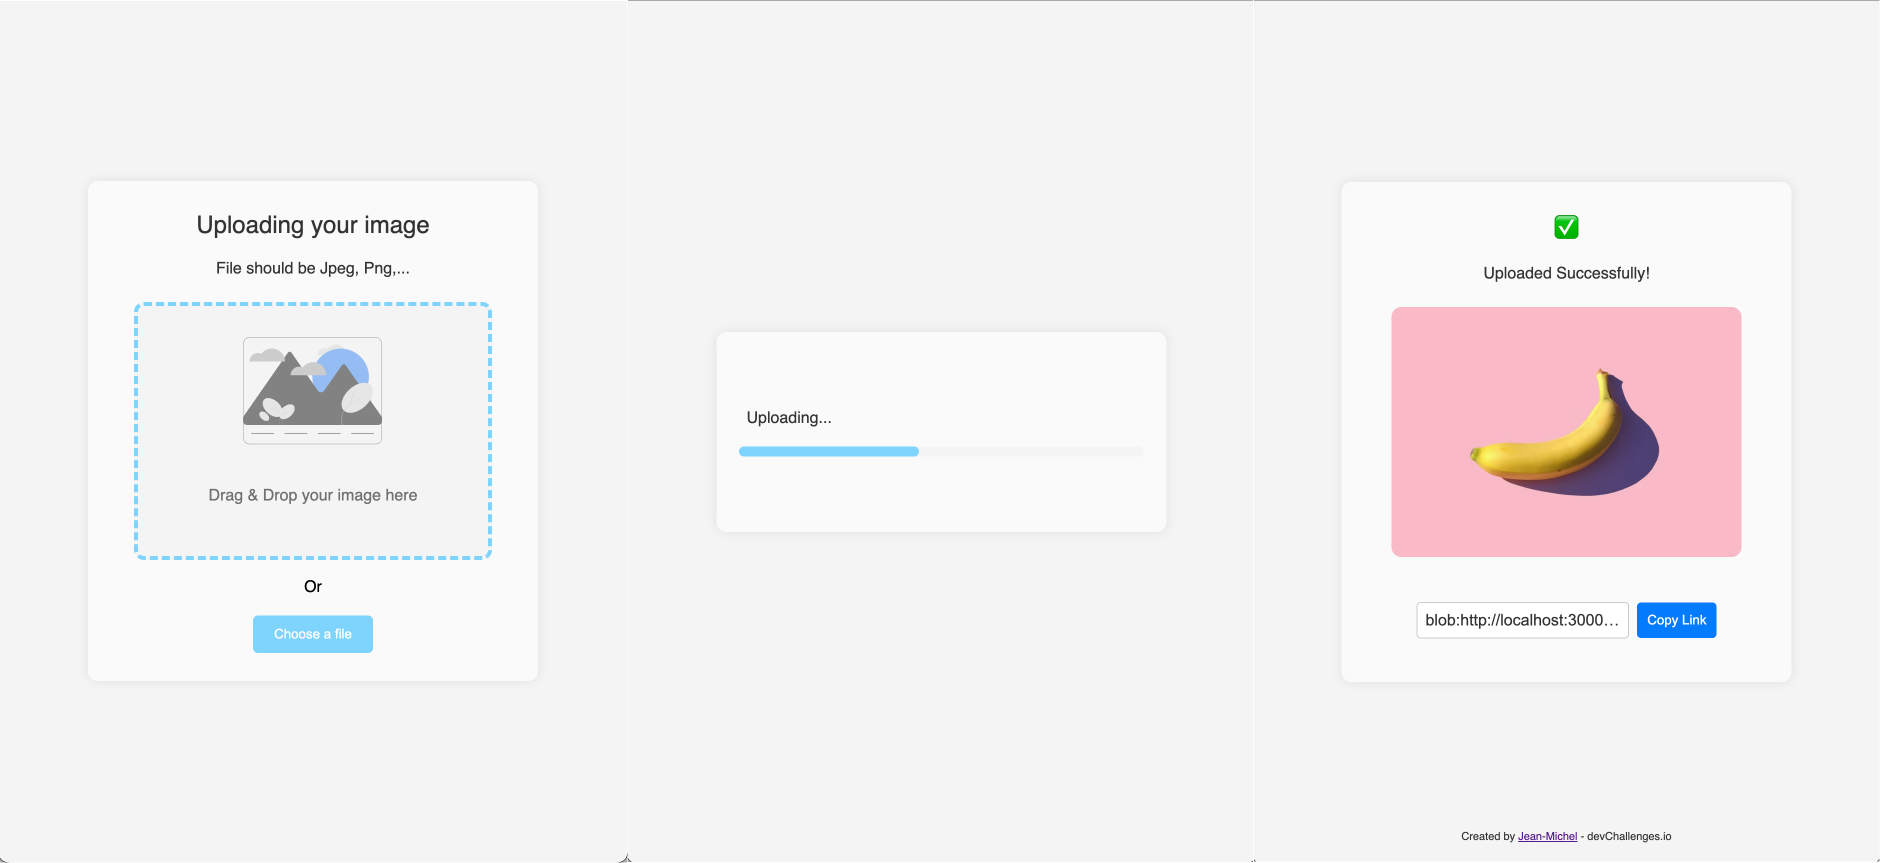 Uploading your image
File should be Jpeg, Png,...
Drag & Drop your image here
Or
Choose a file
Uploading...
Uploaded Successfully!
blob:http://localhost:3000...
Copy Link
Created by Jean-Michel - devChallenges.io